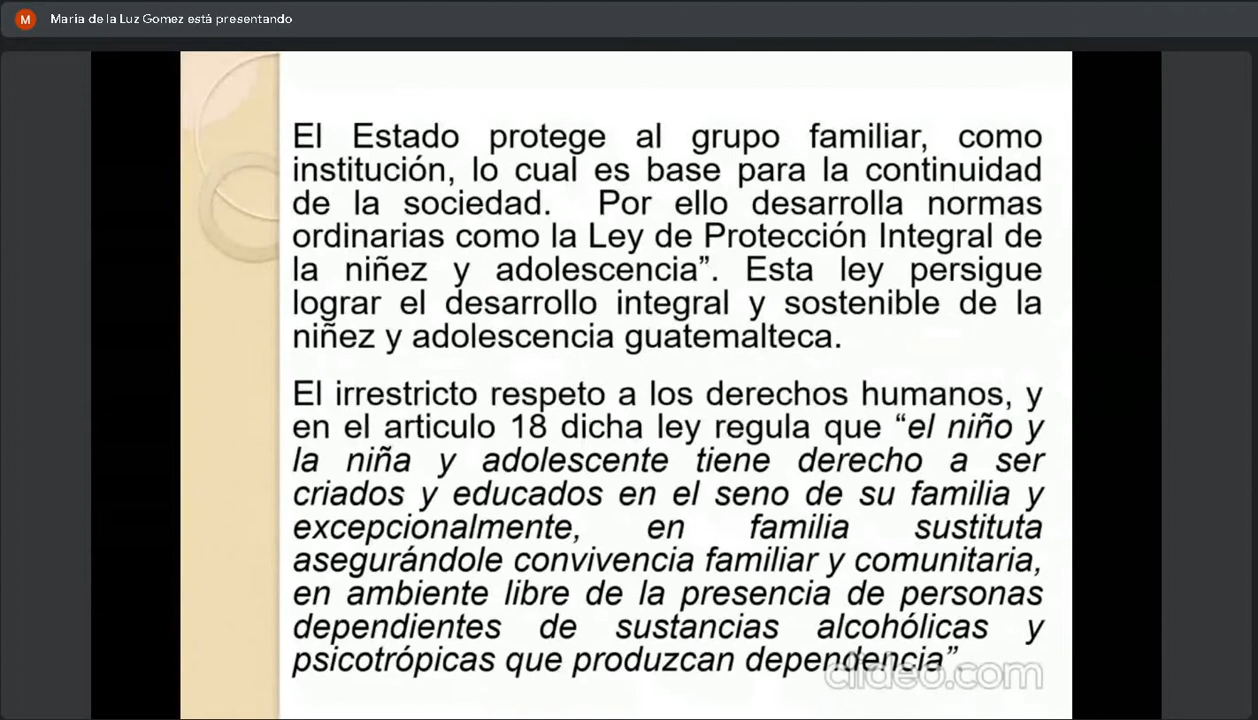 M María de la Luz Gomez está presentando
El Estado protege al grupo familiar, como
institución, lo cual es base para la continuidad
de la sociedad. Por ello desarrolla normas
ordinarias como la Ley de Protección Integral de
la niñez y adolescencia”. Esta ley persigue
lograr el desarrollo integral y sostenible de la
niñez y adolescencia guatemalteca.
El irrestricto respeto a los derechos humanos, y
en el articulo 18 dicha ley regula que “el niño y
la niña y adolescente tiene derecho a ser
criados y educados en el seno de su familia y
excepcionalmente, en familia sustituta
asegurándole convivencia familiar y comunitaria,
en ambiente libre de la presencia de personas
dependientes de sustancias alcohólicas y
psicotrópicas que produzcan dependencia”
clideo.com